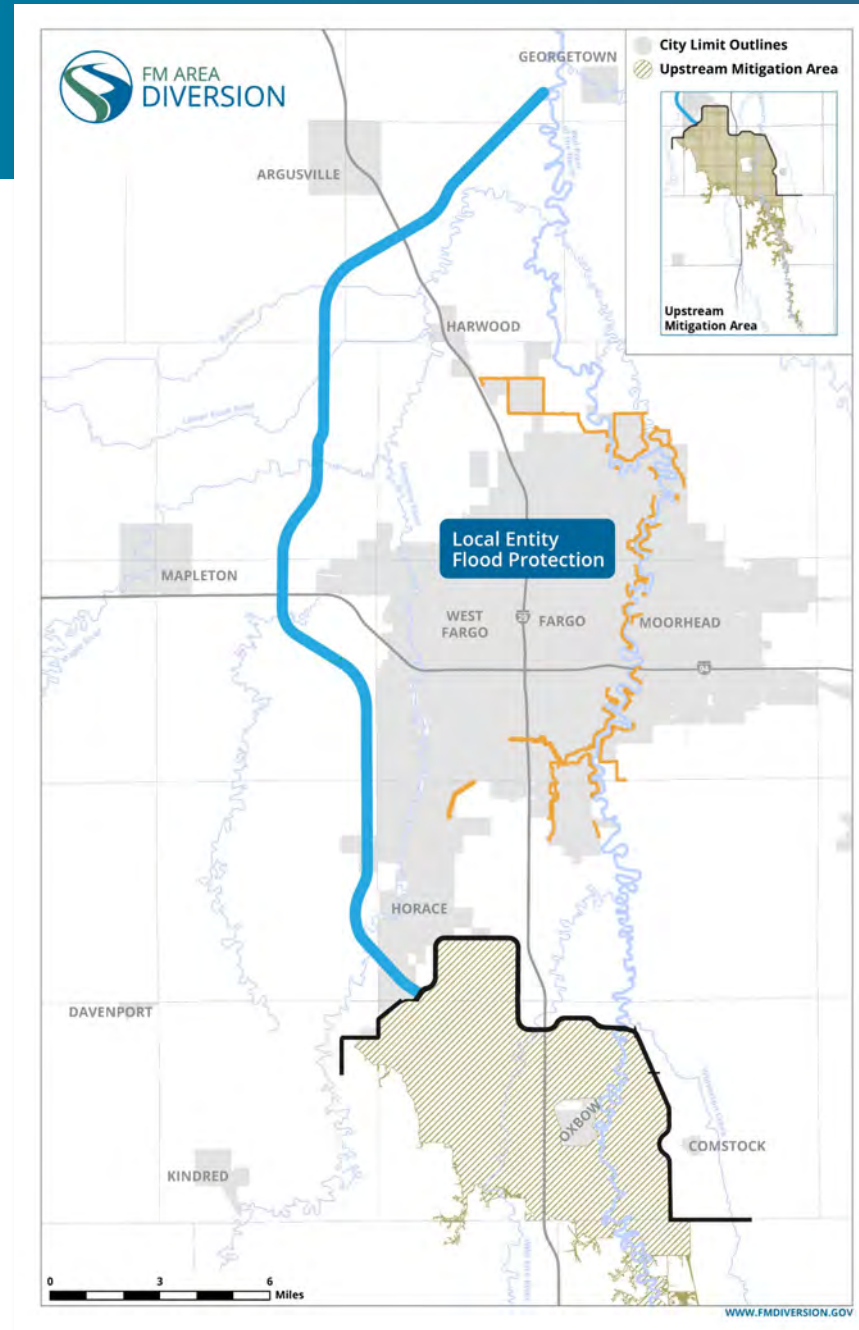 FM AREA
DIVERSION
GEORGETOWN
City Limit Outlines
Upstream Mitigation Area
ARGUSVILLE
Upstream
Mitigation Area
HARWOOD
Local Entity
Flood Protection
MAPLETON
WEST
FARGO
FARGO
MOORHEAD
94
HORACE
DAVENPORT
OXBOW
COMSTOCK
KINDRED
0 3 6
Miles
WWW.FMDIVERSION.GOV